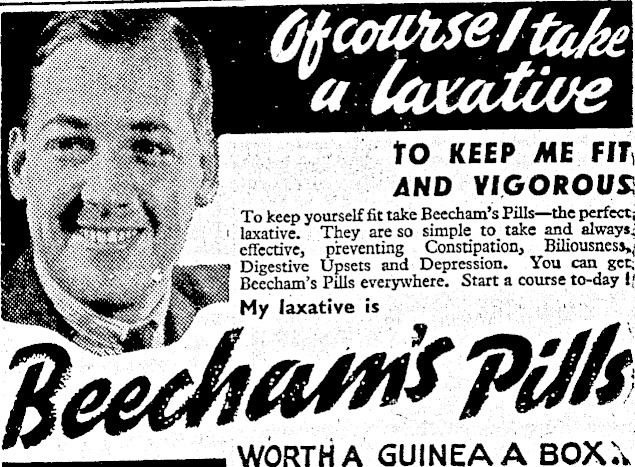 Of course I take
a laxative
TO KEEP ME FIT
AND VIGOROUS
To keep yourself fit take Beecham's Pills—the perfect
laxative. They are so simple to take and always
effective, preventing Constipation, Biliousness,
Digestive Upsets and Depression. You can get
Beecham's Pills everywhere. Start a course to-day!
My laxative is
Beecham's Pills
WORTH A GUINEA A BOX